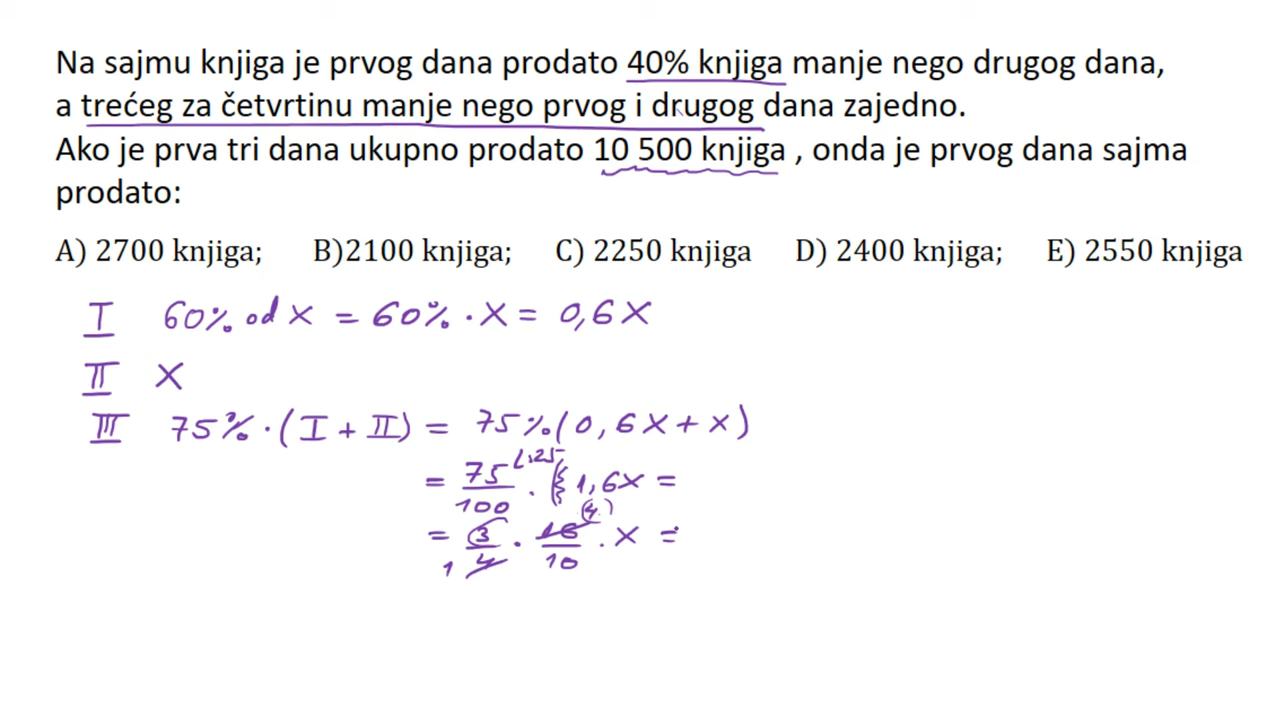 Na sajmu knjiga je prvog dana prodato 40% knjiga manje nego drugog dana,
a trećeg za četvrtinu manje nego prvog i drugog dana zajedno.
Ako je prva tri dana ukupno prodato 10 500 knjiga , onda je prvog dana sajma
prodato:
A) 2700 knjiga; B)2100 knjiga; C) 2250 knjiga D) 2400 knjiga; E) 2550 knjiga
I 60% od X = 60% · X = 0,6X
II X
III 75% · (I + II) = 75%(0,6X + X)
= 75/100 · 1,6X =
= 3/4 · 16/10 · X =